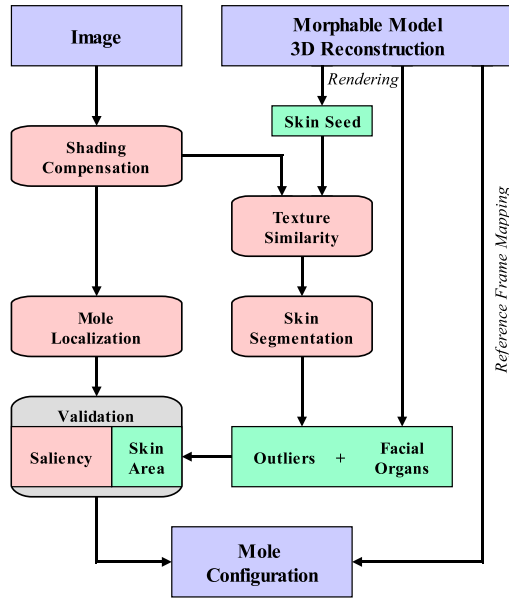 Image
Morphable Model
3D Reconstruction
Rendering
Skin Seed
Shading
Compensation
Texture
Similarity
Reference Frame Mapping
Mole
Localization
Skin
Segmentation
Validation
Saliency
Skin
Area
Outliers + Facial
Organs
Mole
Configuration